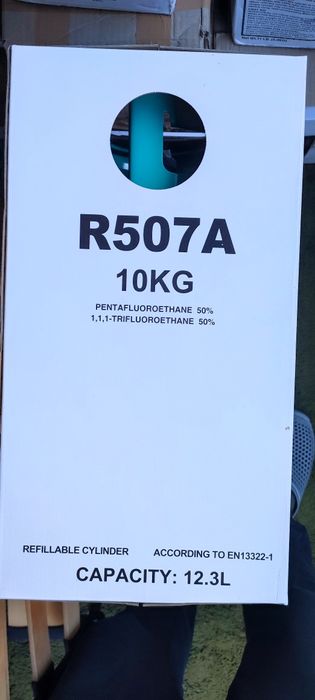 R507A
10KG
PENTAFLUOROETHANE 50%
1,1,1-TRIFLUOROETHANE 50%
REFILLABLE CYLINDER ACCORDING TO EN13322-1
CAPACITY: 12.3L